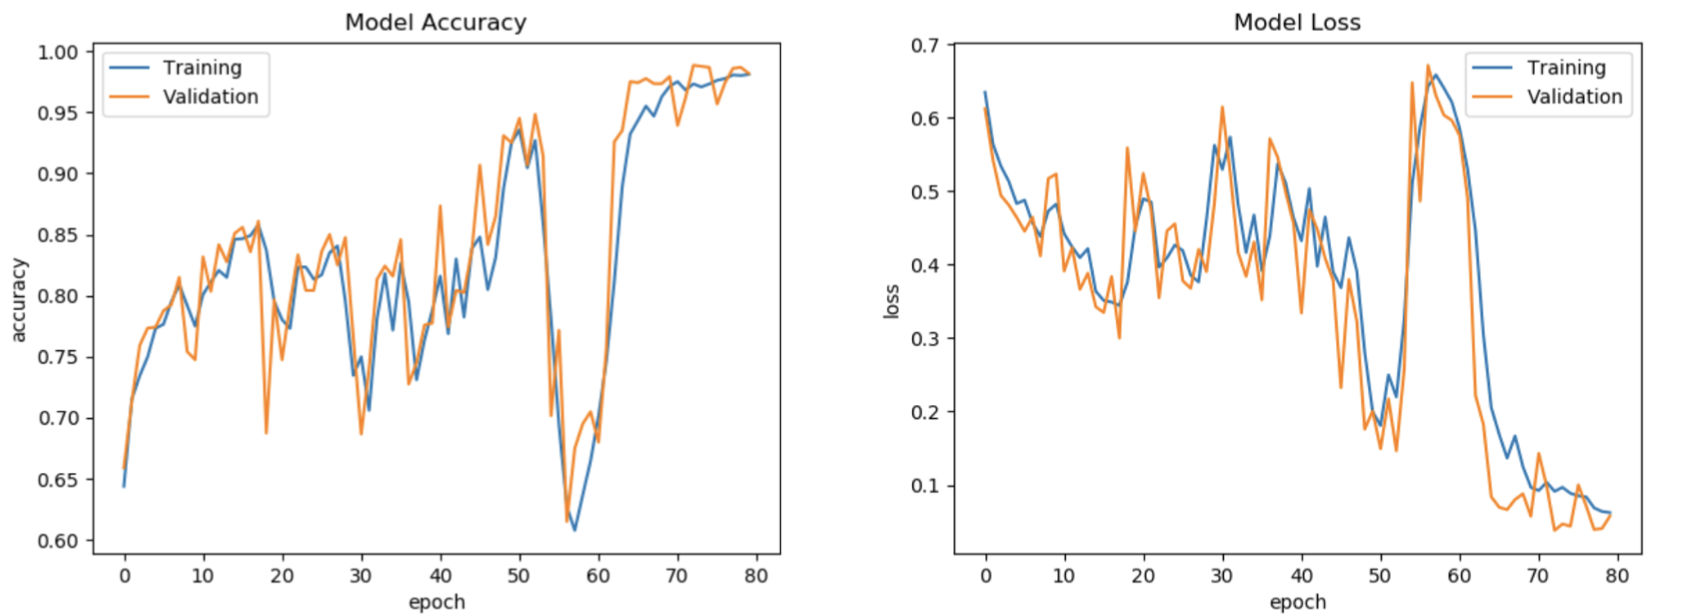 Model Accuracy
1.00
0.95
0.90
0.85
0.80
0.75
0.70
0.65
0.60
accuracy
Training
Validation
0 10 20 30 40 50 60 70 80
epoch
Model Loss
0.7
0.6
0.5
0.4
0.3
0.2
0.1
loss
Training
Validation
0 10 20 30 40 50 60 70 80
epoch